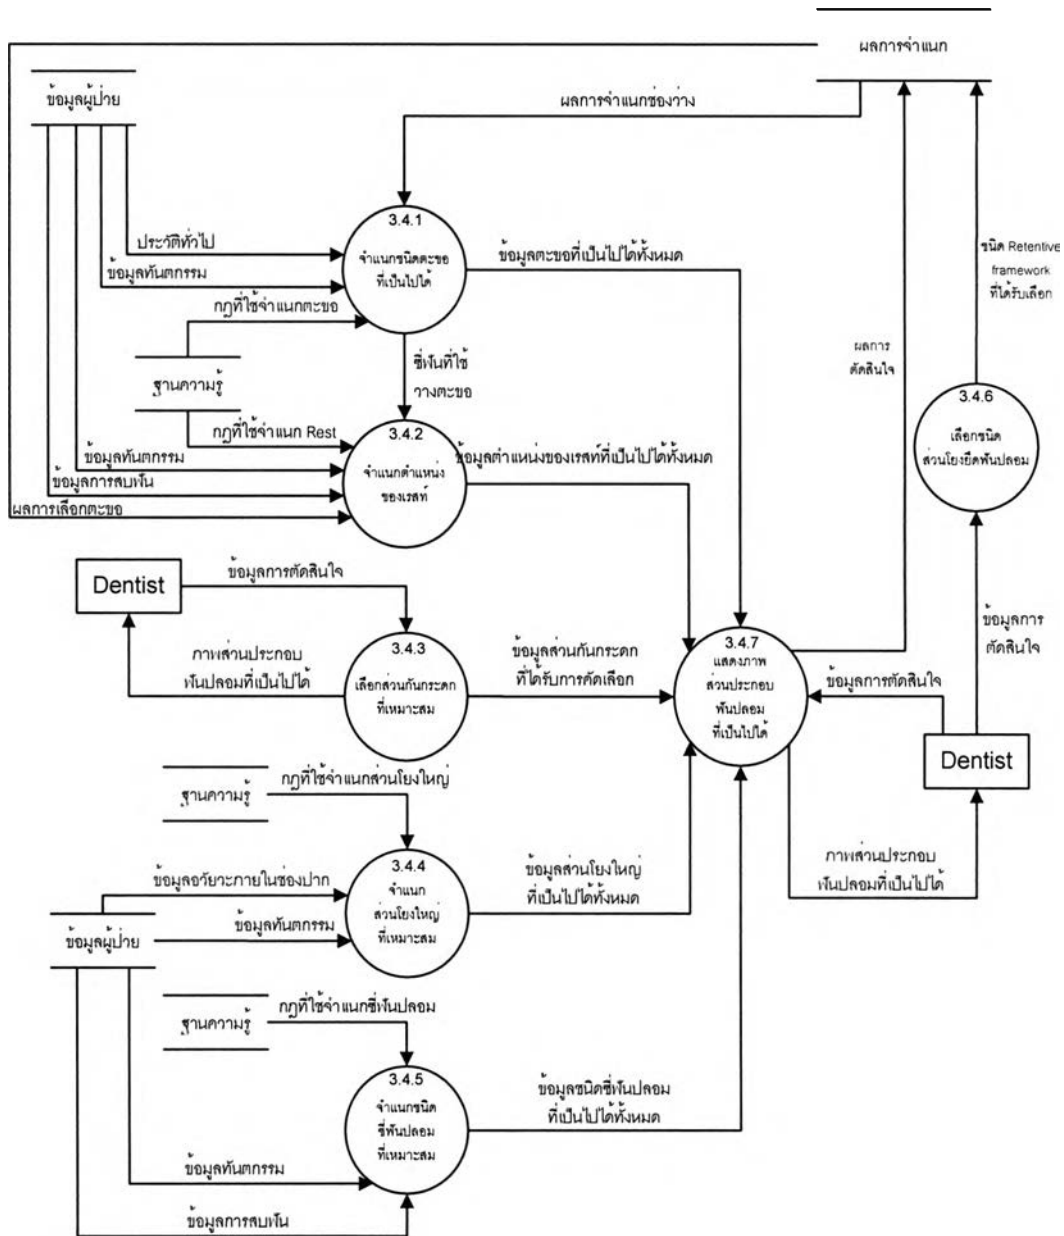 ผลการจำแนก
ข้อมูลผู้ป่วย
ผลการจำแนกช่องว่าง
3.4.1
จำแนกชนิดตะขอ
ที่เป็นไปได้
ประวัติทั่วไป
ข้อมูลทันตกรรม
กฎที่ใช้จำแนกตะขอ
ข้อมูลตะขอที่เป็นไปได้ทั้งหมด
ชนิด Retentive
framework
ที่ได้รับเลือก
ผลการ
ตัดสินใจ
ซี่ฟันที่ใช้
วางตะขอ
ฐานความรู้
กฎที่ใช้จำแนก Rest
3.4.2
จำแนกตำแหน่ง
ของเรสท์
ข้อมูลทันตกรรม
ข้อมูลการสบฟัน
ผลการเลือกตะขอ
ข้อมูลตำแหน่งของเรสท์ที่เป็นไปได้ทั้งหมด
3.4.6
เลือกชนิด
ส่วนโยงยึดฟันปลอม
Dentist
ข้อมูลการตัดสินใจ
ภาพส่วนประกอบ
ฟันปลอมที่เป็นไปได้
3.4.3
เลือกส่วนกันกระดก
ที่เหมาะสม
ข้อมูลส่วนกันกระดก
ที่ได้รับการคัดเลือก
3.4.7
แสดงภาพ
ส่วนประกอบ
ฟันปลอม
ที่เป็นไปได้
ข้อมูลการตัดสินใจ
ข้อมูลการ
ตัดสินใจ
Dentist
ภาพส่วนประกอบ
ฟันปลอมที่เป็นไปได้
ฐานความรู้
กฎที่ใช้จำแนกส่วนโยงใหญ่
3.4.4
จำแนก
ส่วนโยงใหญ่
ที่เหมาะสม
ข้อมูลอวัยวะภายในช่องปาก
ข้อมูลทันตกรรม
ข้อมูลผู้ป่วย
ข้อมูลส่วนโยงใหญ่
ที่เป็นไปได้ทั้งหมด
ฐานความรู้
กฎที่ใช้จำแนกซี่ฟันปลอม
3.4.5
จำแนกชนิด
ซี่ฟันปลอม
ที่เหมาะสม
ข้อมูลชนิดซี่ฟันปลอม
ที่เป็นไปได้ทั้งหมด
ข้อมูลทันตกรรม
ข้อมูลการสบฟัน